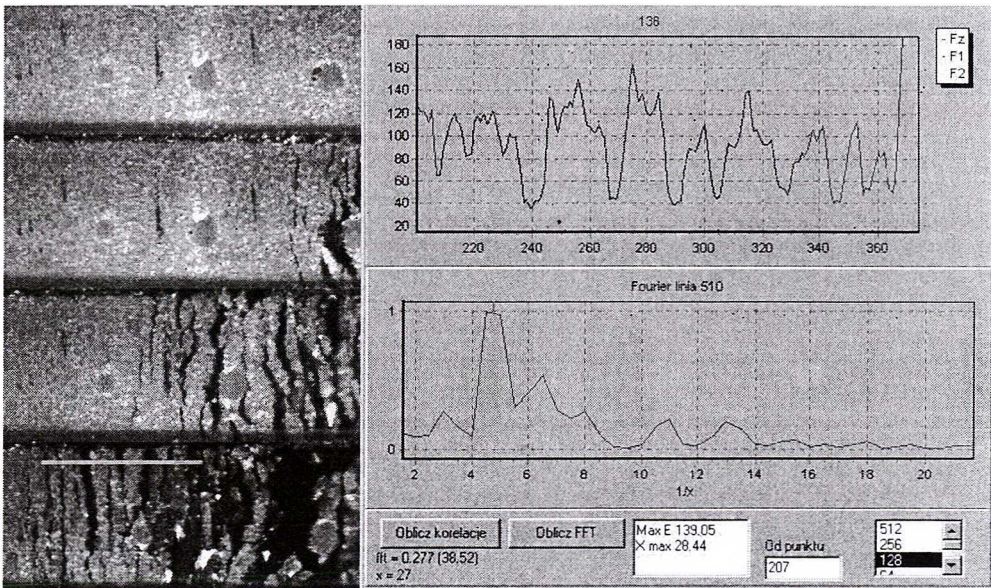 136
180
160
140
120
100
80
60
40
20
220 240 260 280 300 320 340 360
- Fz
- F1
F2
Fourier linia 510
1
0
2 4 6 8 10 12 14 16 18 20
1/x
Oblicz korelacje
Oblicz FFT
fft = 0.277 (38,52)
x = 27
Max E 139.05
X max 28,44
Od punktu
207
512
256
128
64